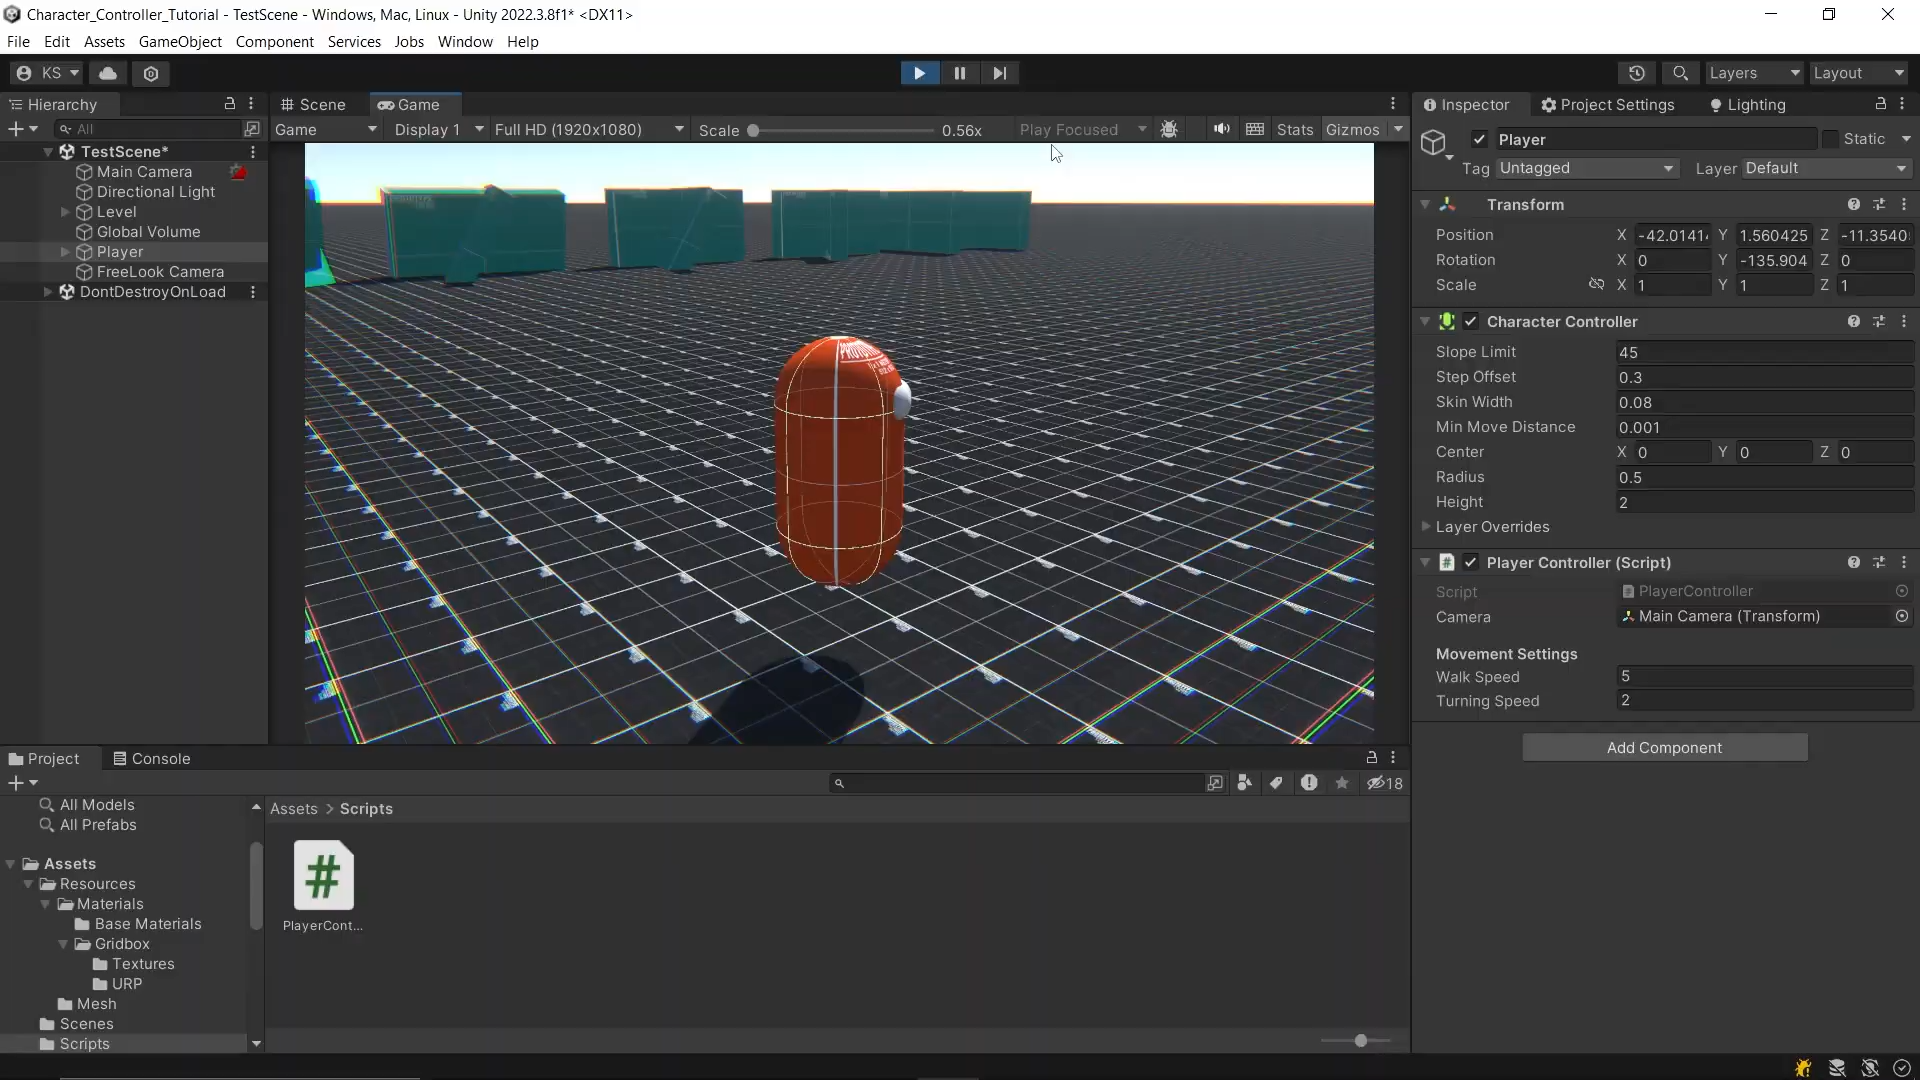 Character_Controller_Tutorial - TestScene - Windows, Mac, Linux - Unity 2022.3.8f1* <DX11>
File Edit Assets GameObject Component Services Jobs Window Help
KS
Layers Layout
Hierarchy
All
TestScene*
Main Camera
Directional Light
Level
Global Volume
Player
FreeLook Camera
DontDestroyOnLoad
Scene Game
Game Display 1 Full HD (1920x1080) Scale 0.56x Play Focused Stats Gizmos
Inspector Project Settings Lighting
Player Static
Tag Untagged Layer Default
Transform
Position X -42.0141 Y 1.560425 Z -11.3540
Rotation X 0 Y -135.904 Z 0
Scale X 1 Y 1 Z 1
Character Controller
Slope Limit 45
Step Offset 0.3
Skin Width 0.08
Min Move Distance 0.001
Center X 0 Y 0 Z 0
Radius 0.5
Height 2
Layer Overrides
# Player Controller (Script)
Script PlayerController
Camera Main Camera (Transform)
Movement Settings
Walk Speed 5
Turning Speed 2
Add Component
Project Console
18
All Models
All Prefabs
Assets
Resources
Materials
Base Materials
Gridbox
Textures
URP
Mesh
Scenes
Scripts
Assets > Scripts
#
PlayerCont...